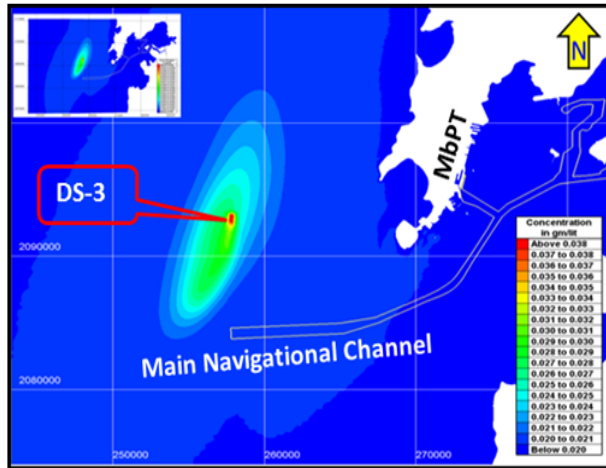 N
MbPT
DS-3
2090000
Main Navigational Channel
2080000
250000
260000
270000
Concentration
in gm/lit
Above 0.038
0.037 to 0.038
0.036 to 0.037
0.035 to 0.036
0.034 to 0.035
0.033 to 0.034
0.032 to 0.033
0.031 to 0.032
0.030 to 0.031
0.029 to 0.030
0.028 to 0.029
0.027 to 0.028
0.026 to 0.027
0.025 to 0.026
0.024 to 0.025
0.023 to 0.024
0.022 to 0.023
0.021 to 0.022
0.020 to 0.021
Below 0.020